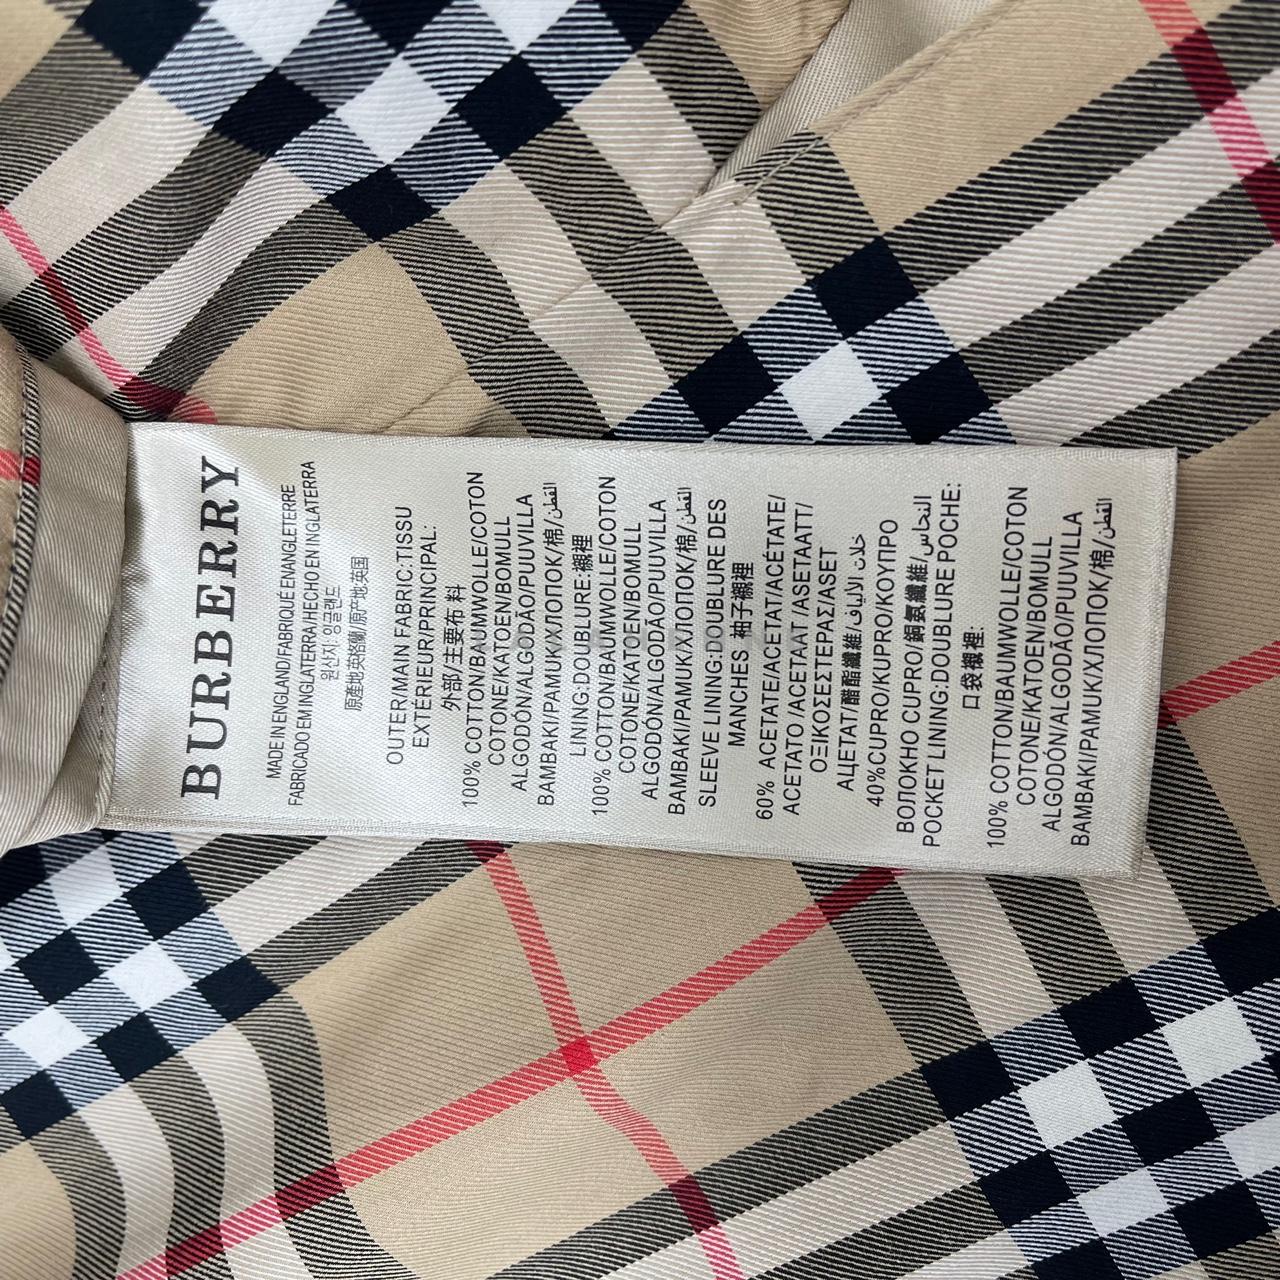 BURBERRY
MADE IN ENGLAND/FABRIQUÉ EN ANGLETERRE
FABRICADO EM INGLATERRA/HECHO EN INGLATERRA
원산지: 잉글랜드
原產地:英格蘭/原产地:英国
OUTER/MAIN FABRIC:TISSU
EXTÉRIEUR/PRINCIPAL:
外部/主要布 料
100% COTTON/BAUMWOLLE/COTON
COTONE/KATOEN/BOMULL
ALGODÓN/ALGODÃO/PUUVILLA
BAMBAKI/PAMUK/ХЛОПОК/棉/القطن
LINING:DOUBLURE:襯裡
100% COTTON/BAUMWOLLE/COTON
COTONE/KATOEN/BOMULL
ALGODÓN/ALGODÃO/PUUVILLA
BAMBAKI/PAMUK/ХЛОПОК/棉/القطن
SLEEVE LINING:DOUBLURE DES
MANCHES 袖子襯裡
60% ACETATE/ACETAT/ACÉTATE/
ACETATO /ACETAAT /ASETAATT/
ΟΞΙΚΟΣΕΣΤΕΡΑΣ/ASET
АЦЕТАТ/醋酯纖維/خلات الالياف
40%CUPRO/KUPRO/ΚΟΥΠΡΟ
ВОЛОКНО CUPRO/銅氨纖維/النحاس
POCKET LINING:DOUBLURE POCHE:
口袋襯裡:
100% COTTON/BAUMWOLLE/COTON
COTONE/KATOEN/BOMULL
ALGODÓN/ALGODÃO/PUUVILLA
BAMBAKI/PAMUK/ХЛОПОК/棉/القطن